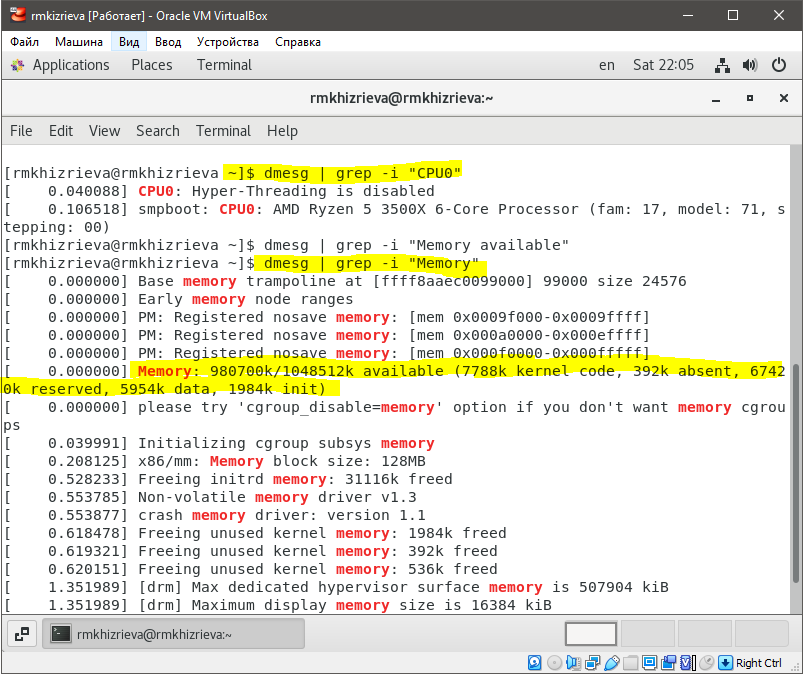 rmkizrieva [Работает] - Oracle VM VirtualBox
Файл Машина Вид Ввод Устройства Справка
Applications Places Terminal en Sat 22:05
rmkhizrieva@rmkhizrieva:~
File Edit View Search Terminal Help
[rmkhizrieva@rmkhizrieva ~]$ dmesg | grep -i "CPU0"
[    0.040088] CPU0: Hyper-Threading is disabled
[    0.106518] smpboot: CPU0: AMD Ryzen 5 3500X 6-Core Processor (fam: 17, model: 71, s
tepping: 00)
[rmkhizrieva@rmkhizrieva ~]$ dmesg | grep -i "Memory available"
[rmkhizrieva@rmkhizrieva ~]$ dmesg | grep -i "Memory"
[    0.000000] Base memory trampoline at [ffff8aaec0099000] 99000 size 24576
[    0.000000] Early memory node ranges
[    0.000000] PM: Registered nosave memory: [mem 0x0009f000-0x0009ffff]
[    0.000000] PM: Registered nosave memory: [mem 0x000a0000-0x000effff]
[    0.000000] PM: Registered nosave memory: [mem 0x000f0000-0x000fffff]
[    0.000000] Memory: 980700k/1048512k available (7788k kernel code, 392k absent, 6742
0k reserved, 5954k data, 1984k init)
[    0.000000] please try 'cgroup_disable=memory' option if you don't want memory cgrou
ps
[    0.039991] Initializing cgroup subsys memory
[    0.208125] x86/mm: Memory block size: 128MB
[    0.528233] Freeing initrd memory: 31116k freed
[    0.553785] Non-volatile memory driver v1.3
[    0.553877] crash memory driver: version 1.1
[    0.618478] Freeing unused kernel memory: 1984k freed
[    0.619321] Freeing unused kernel memory: 392k freed
[    0.620151] Freeing unused kernel memory: 536k freed
[    1.351989] [drm] Max dedicated hypervisor surface memory is 507904 kiB
[    1.351989] [drm] Maximum display memory size is 16384 kiB
rmkhizrieva@rmkhizrieva:~
Right Ctrl